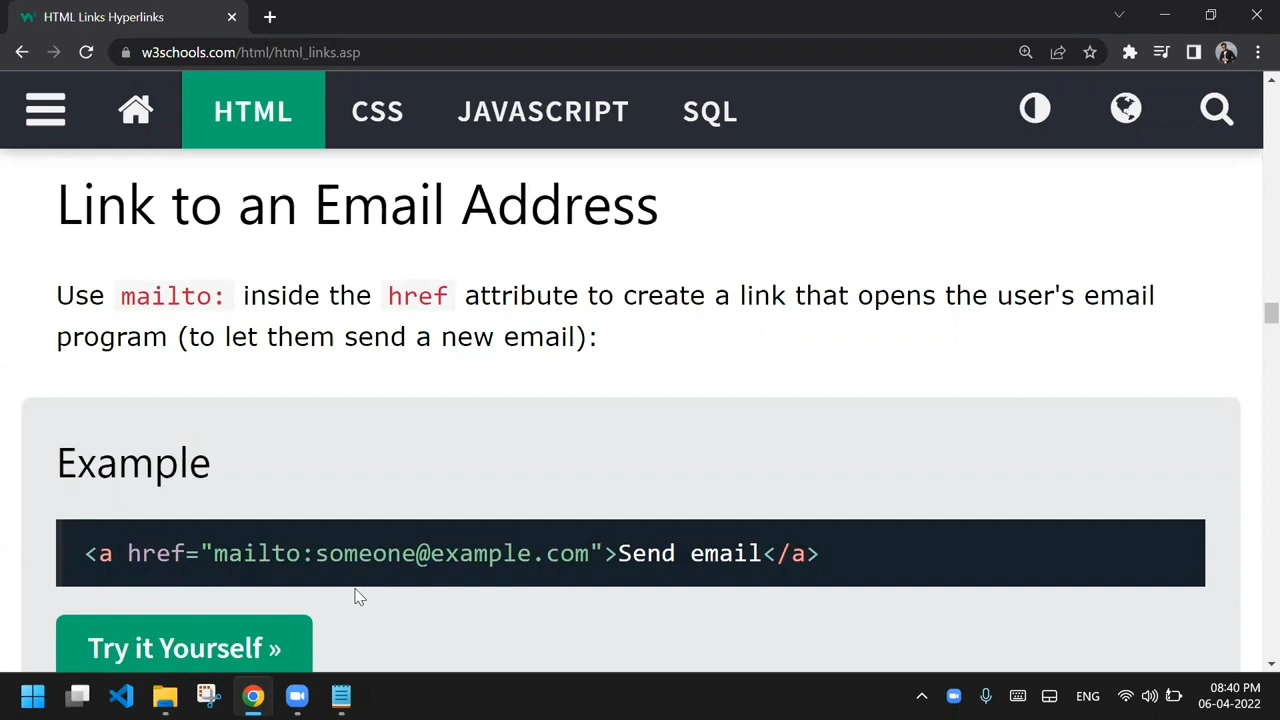 HTML Links Hyperlinks
w3schools.com/html/html_links.asp
HTML CSS JAVASCRIPT SQL
Link to an Email Address
Use mailto: inside the href attribute to create a link that opens the user's email
program (to let them send a new email):
Example
<a href="mailto:someone@example.com">Send email</a>
Try it Yourself »
ENG
08:40 PM
06-04-2022